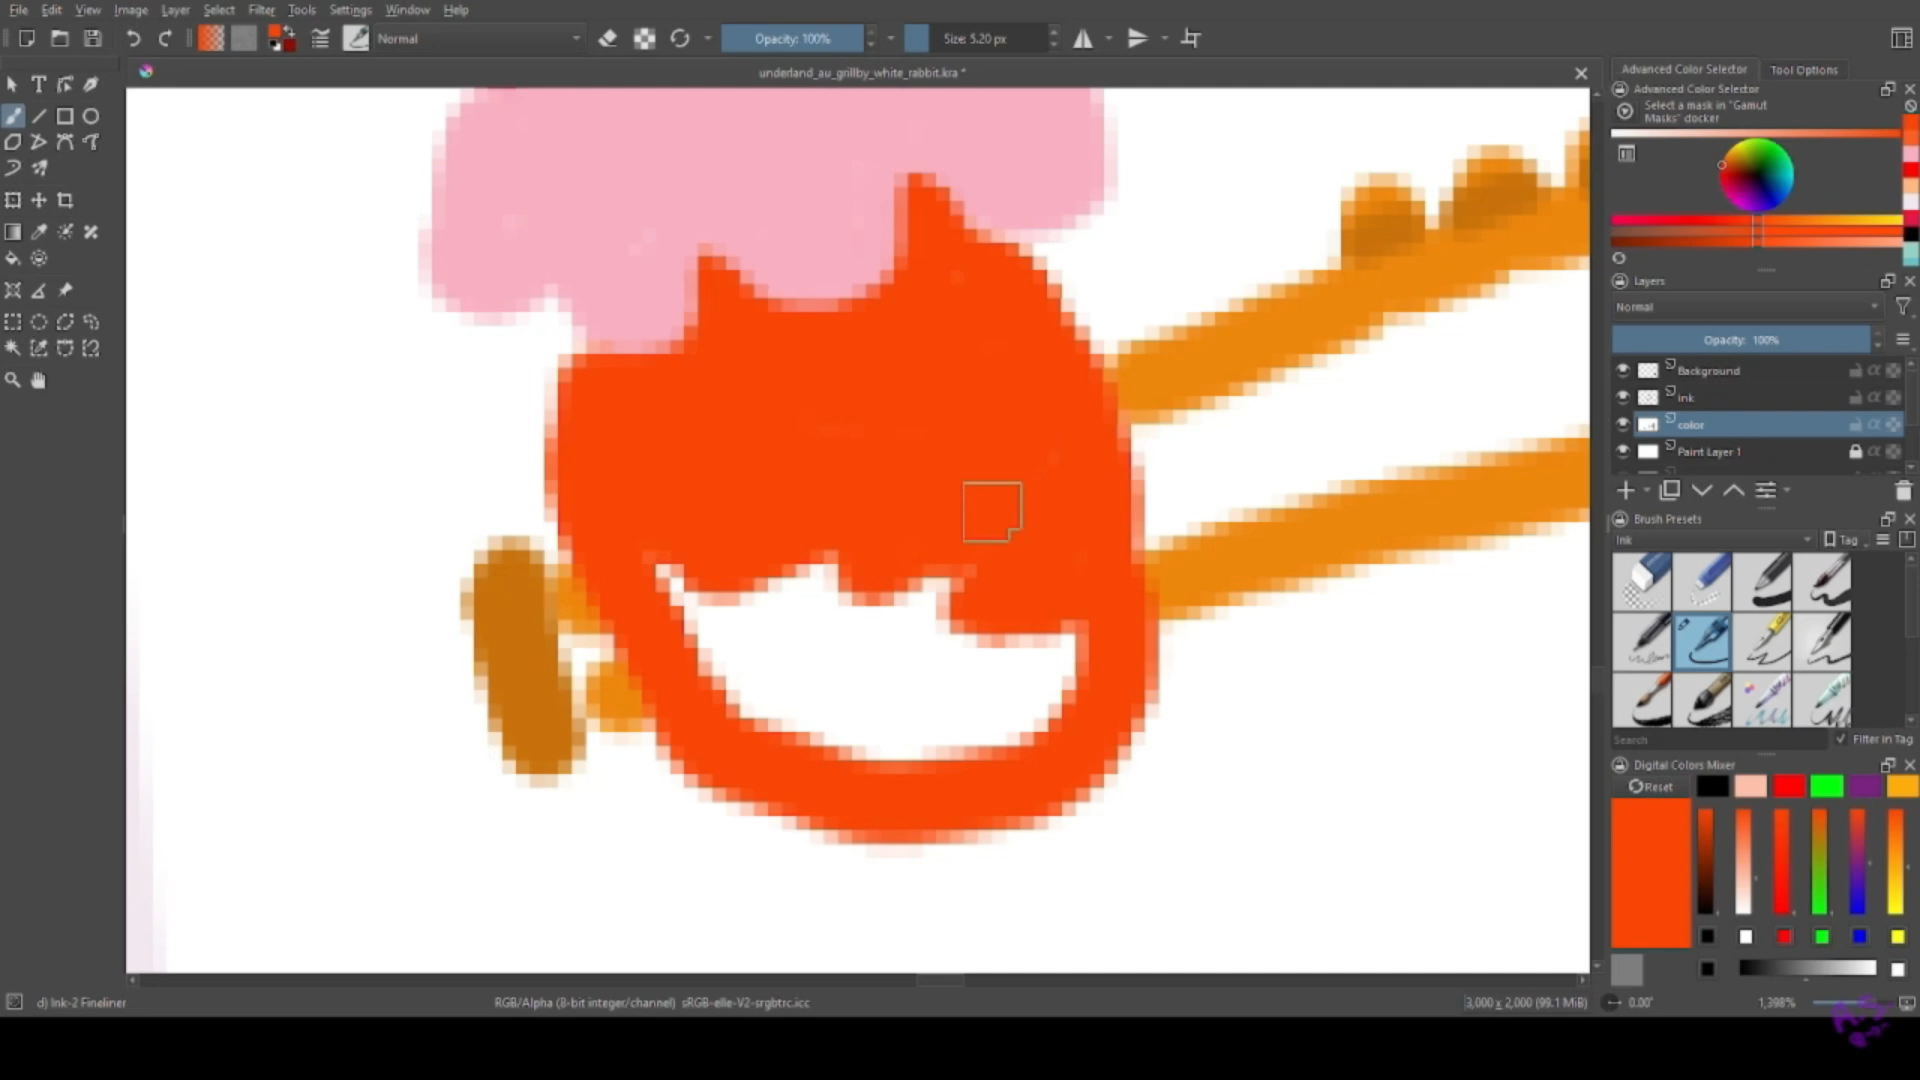 File Edit View Image Layer Select Filter Tools Settings Window Help
Normal Opacity: 100% Size: 5.20 px
underland_au_grillby_white_rabbit.kra *
Advanced Color Selector Tool Options
Advanced Color Selector
Select a mask in "Gamut
Masks" docker
Layers
Normal
Opacity: 100%
Background
ink
color
Paint Layer 1
Brush Presets
Ink Tag
Search Filter in Tag
Digital Colors Mixer
Reset
d) Ink-2 Fineliner RGB/Alpha (8-bit integer/channel) sRGB-elle-V2-srgbtrc.icc 3,000 x 2,000 (99.1 MiB) 0.00° 1,398%